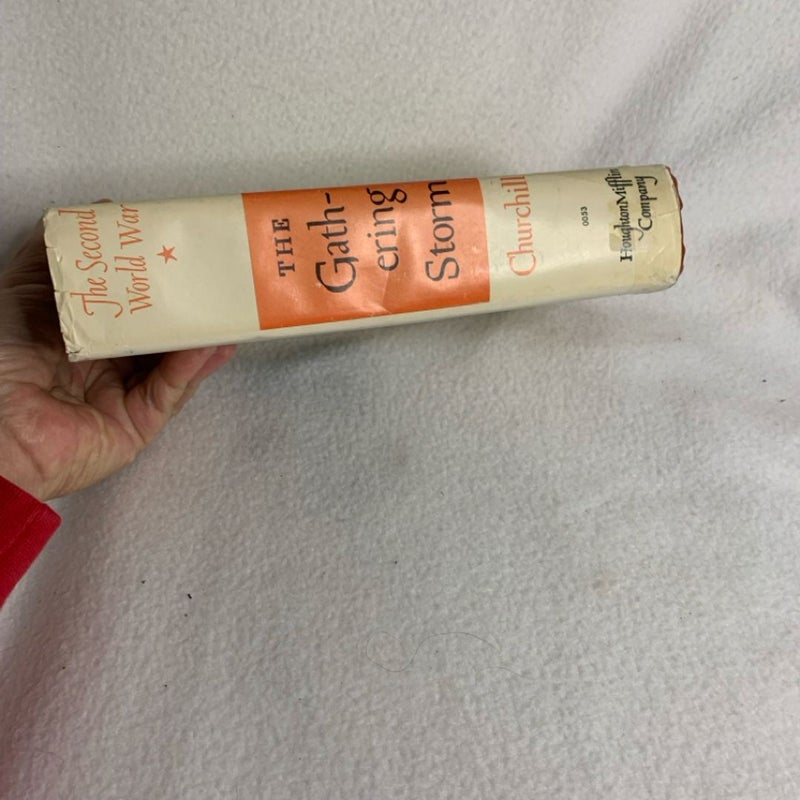 The Second
World War
THE
Gath-
ering
Storm
Churchill
0053
Houghton Mifflin
Company